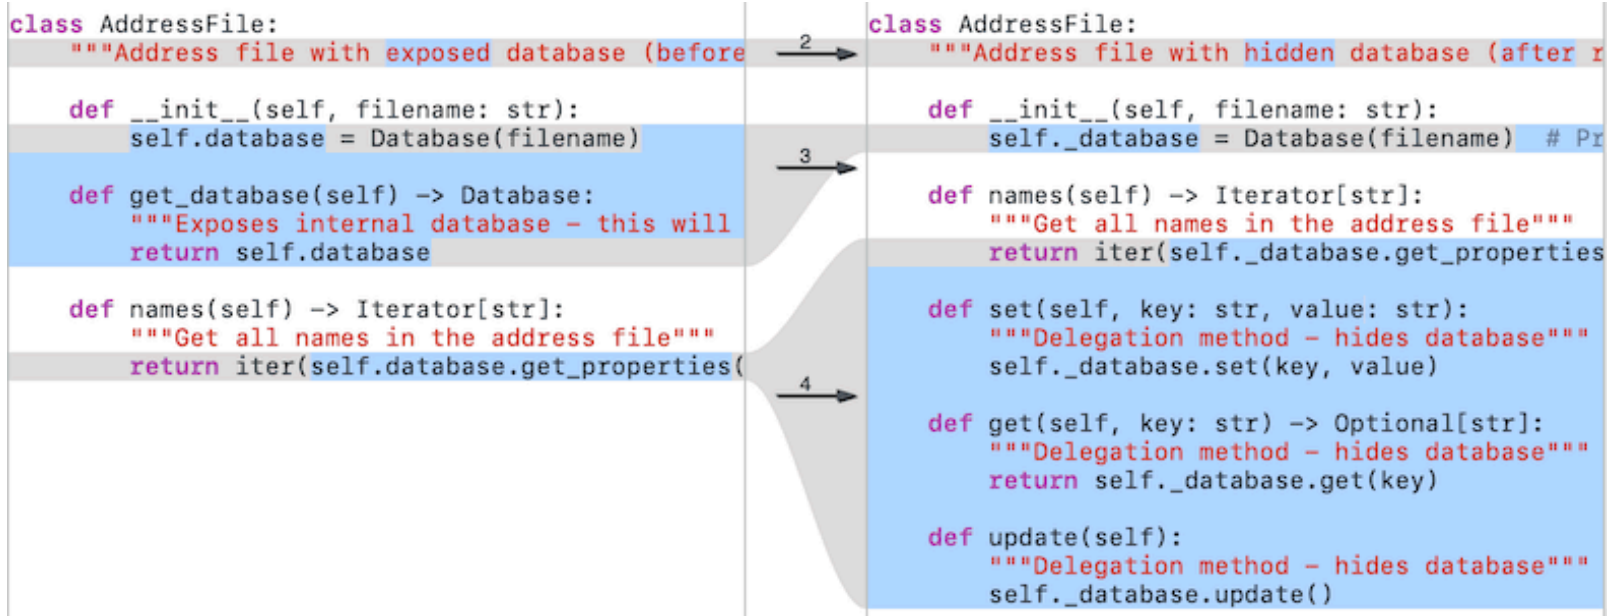 class AddressFile:
    """Address file with exposed database (before
    def __init__(self, filename: str):
        self.database = Database(filename)
    def get_database(self) -> Database:
        """Exposes internal database - this will
        return self.database
    def names(self) -> Iterator[str]:
        """Get all names in the address file"""
        return iter(self.database.get_properties(
2
3
4
class AddressFile:
    """Address file with hidden database (after r
    def __init__(self, filename: str):
        self._database = Database(filename)  # Pr
    def names(self) -> Iterator[str]:
        """Get all names in the address file"""
        return iter(self._database.get_properties
    def set(self, key: str, value: str):
        """Delegation method - hides database"""
        self._database.set(key, value)
    def get(self, key: str) -> Optional[str]:
        """Delegation method - hides database"""
        return self._database.get(key)
    def update(self):
        """Delegation method - hides database"""
        self._database.update()